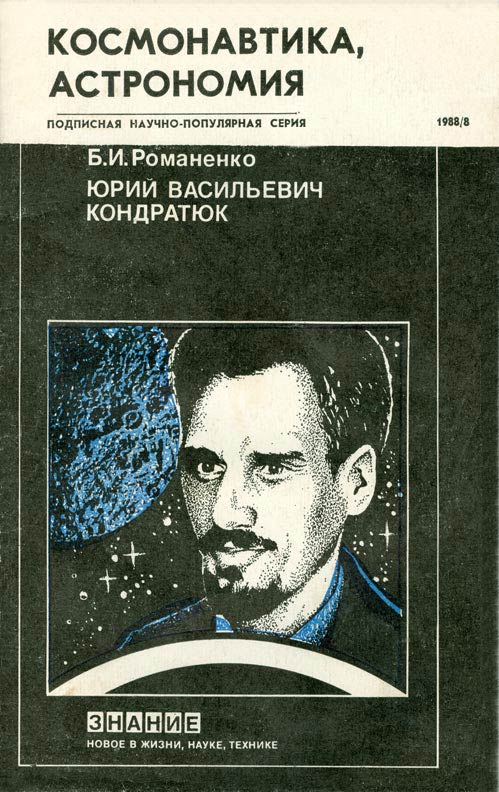 КОСМОНАВТИКА,
АСТРОНОМИЯ
ПОДПИСНАЯ НАУЧНО-ПОПУЛЯРНАЯ СЕРИЯ 1988/8
Б.И.Романенко
ЮРИЙ ВАСИЛЬЕВИЧ
КОНДРАТЮК
ЗНАНИЕ
НОВОЕ В ЖИЗНИ, НАУКЕ, ТЕХНИКЕ